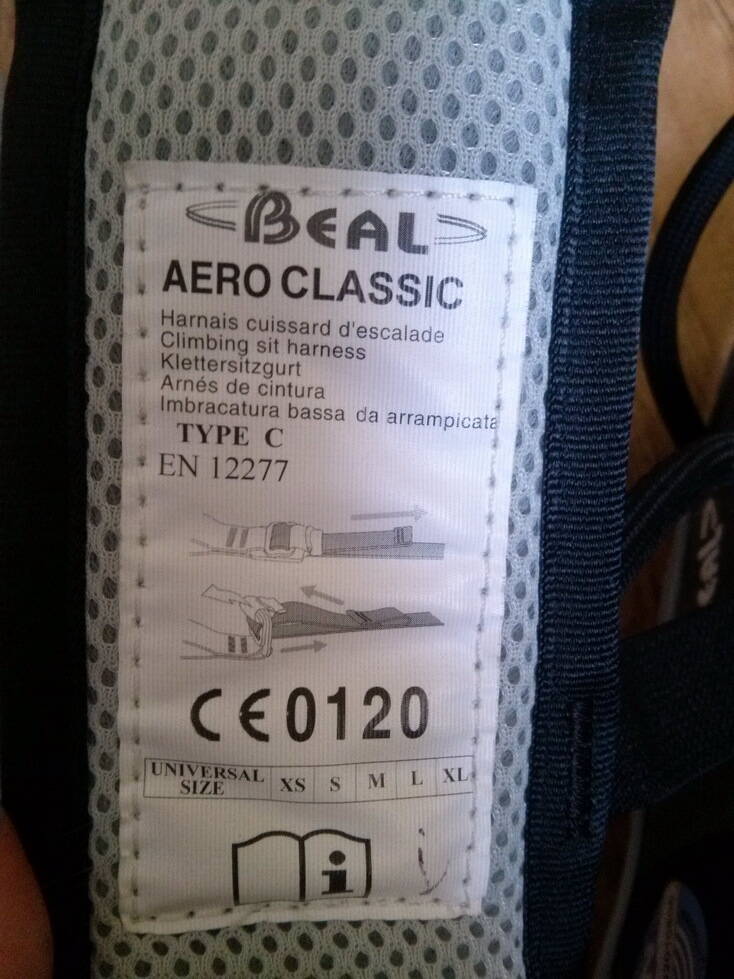 BEAL
AERO CLASSIC
Harnais cuissard d'escalade
Climbing sit harness
Klettersitzgurt
Arnés de cintura
Imbracatura bassa da arrampicata
TYPE C
EN 12277
CE 0120
UNIVERSAL SIZE XS S M L XL
i